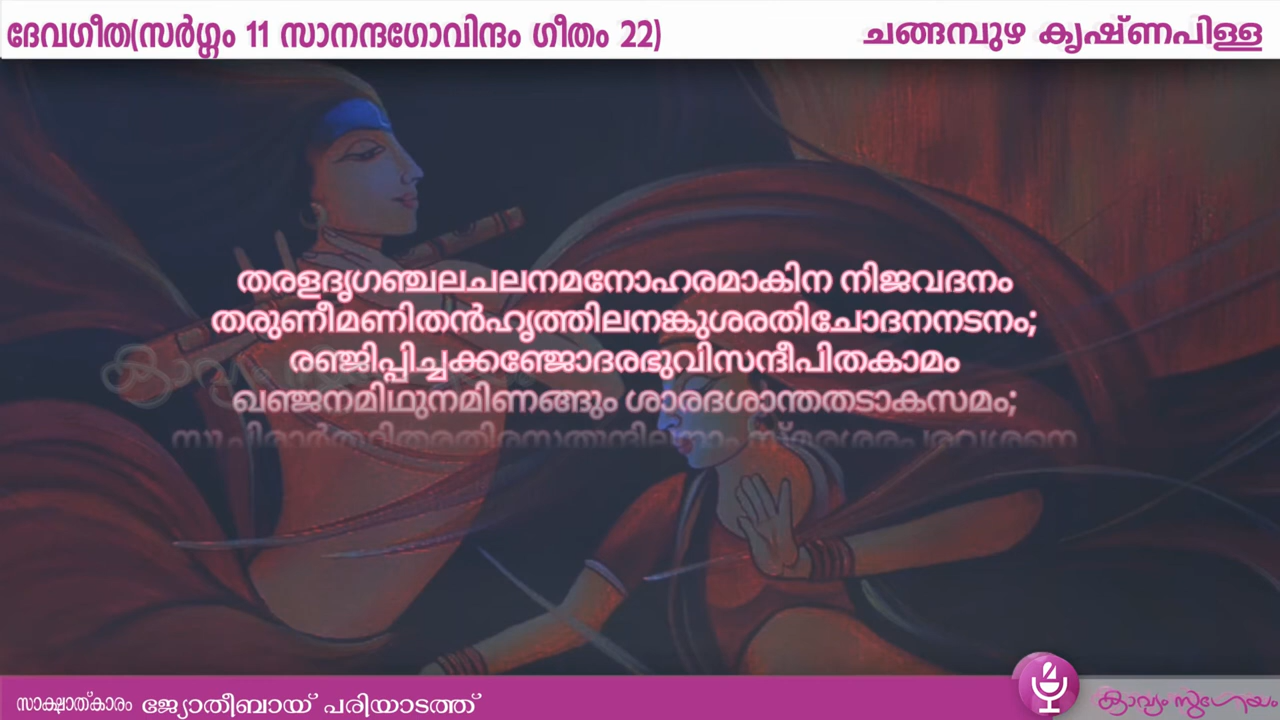 ദേവഗീത(സർഗ്ഗം 11 സാനന്ദഗോവിന്ദം ഗീതം 22)
ചങ്ങമ്പുഴ കൃഷ്ണപിള്ള
തരളദൃഗഞ്ചലചലനമനോഹരമാകിന നിജവദനം
തരുണീമണിതൻഹൃത്തിലനങ്കുശരതിചോദനനടനം;
രഞ്ജിപ്പിച്ചക്കഞ്ജോദരഭുവിസന്ദീപിതകാമം
ഖഞ്ജനമിഥുനമിണങ്ങും ശാരദശാന്തതടാകസമം;
സാക്ഷാത്കാരം ജ്യോതീബായ് പരിയാടത്ത്
കാവ്യം സുഗേയം